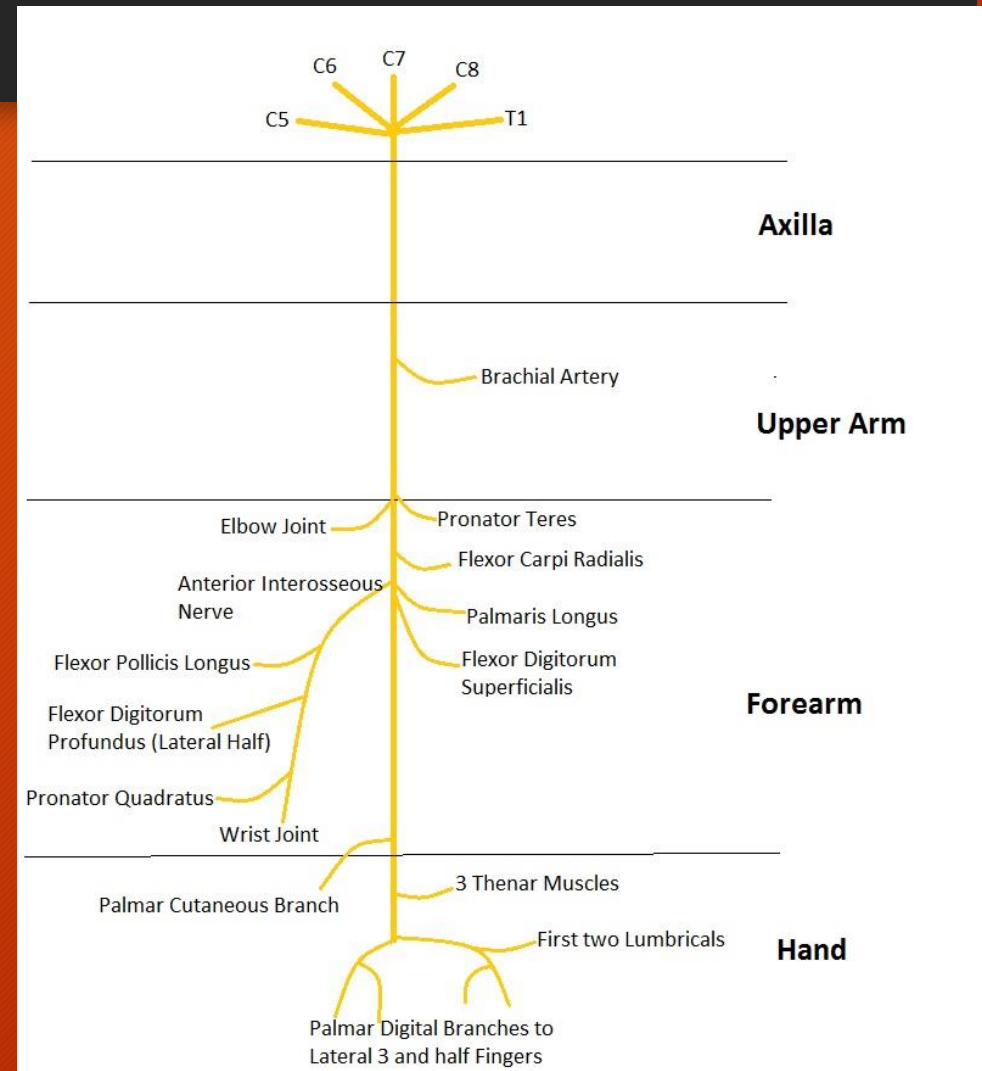 C5
C6
C7
C8
T1
Axilla
Brachial Artery
Upper Arm
Elbow Joint
Pronator Teres
Flexor Carpi Radialis
Anterior Interosseous
Nerve
Palmaris Longus
Flexor Pollicis Longus
Flexor Digitorum
Superficialis
Flexor Digitorum
Profundus (Lateral Half)
Forearm
Pronator Quadratus
Wrist Joint
Palmar Cutaneous Branch
3 Thenar Muscles
First two Lumbricals
Hand
Palmar Digital Branches to
Lateral 3 and half Fingers